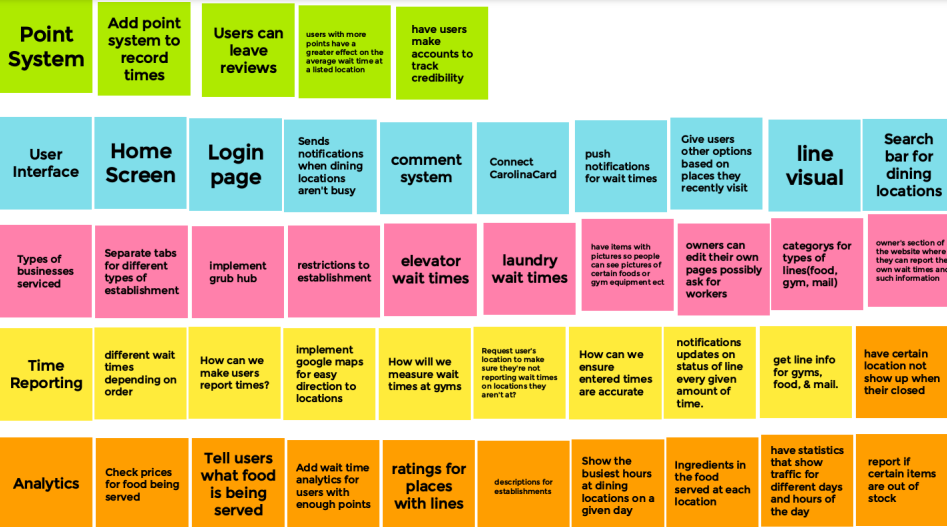 Point
System
Add point
system to
record
times
Users can
leave
reviews
users with more
points have a
greater effect on the
average wait time at
a listed location
have users
make
accounts to
track
credibility
User
Interface
Home
Screen
Login
page
Sends
notifications
when dining
locations
aren't busy
comment
system
Connect
CarolinaCard
push
notifications
for wait times
Give users
other options
based on
places they
recently visit
line
visual
Search
bar for
dining
locations
Types of
businesses
serviced
Separate tabs
for different
types of
establishment
implement
grub hub
restrictions to
establishment
elevator
wait times
laundry
wait times
have items with
pictures so people
can see pictures of
certain foods or
gym equipment ect
owners can
edit their own
pages possibly
ask for
workers
categorys for
types of
lines(food,
gym, mail)
owner's section of
the website where
they can report the
own wait times and
such information
Time
Reporting
different wait
times
depending on
order
How can we
make users
report times?
implement
google maps
for easy
direction to
locations
How will we
measure wait
times at gyms
Request user's
location to make
sure they're not
reporting wait times
on locations they
aren't at?
How can we
ensure
entered times
are accurate
notifications
updates on
status of line
every given
amount of
time.
get line info
for gyms,
food, & mail.
have certain
location not
show up when
their closed
Analytics
Check prices
for food being
served
Tell users
what food
is being
served
Add wait time
analytics for
users with
enough points
ratings for
places
with lines
descriptions for
establishments
Show the
busiest hours
at dining
locations on a
given day
Ingredients in
the food
served at each
location
have statistics
that show
traffic for
different days
and hours of
the day
report if
certain items
are out of
stock